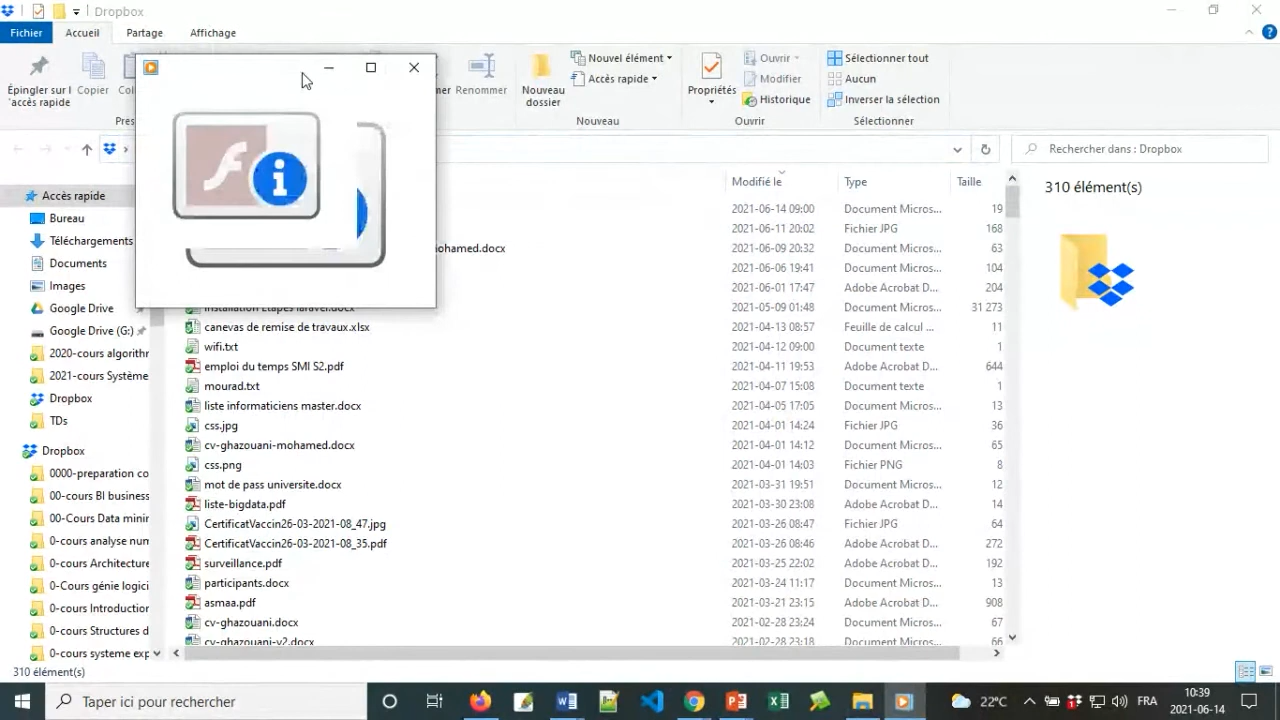 Dropbox
Fichier Accueil Partage Affichage
Épingler sur l'accès rapide
Copier
Renommer
Nouveau dossier
Nouvel élément
Accès rapide
Propriétés
Ouvrir
Modifier
Historique
Sélectionner tout
Aucun
Inverser la sélection
Nouveau
Ouvrir
Sélectionner
Rechercher dans : Dropbox
Modifié le Type Taille
310 élément(s)
Accès rapide
Bureau
Téléchargements
Documents
Images
Google Drive
Google Drive (G:)
2020-cours algorithr
2021-cours Système
Dropbox
TDs
Dropbox
0000-preparation co
00-cours BI business
00-Cours Data minir
0-cours analyse num
0-cours Architecture
0-Cours génie logici
0-cours Introduction
0-cours Structures d
0-cours systeme exp
2021-06-14 09:00 Document Micros... 19
2021-06-11 20:02 Fichier JPG 168
ohamed.docx 2021-06-09 20:32 Document Micros... 63
2021-06-06 19:41 Document Micros... 104
2021-06-01 17:47 Adobe Acrobat D... 204
installation Etapes laravel.docx 2021-05-09 01:48 Document Micros... 31 273
canevas de remise de travaux.xlsx 2021-04-13 08:57 Feuille de calcul ... 11
wifi.txt 2021-04-12 09:00 Document texte 1
emploi du temps SMI S2.pdf 2021-04-11 19:53 Adobe Acrobat D... 644
mourad.txt 2021-04-07 15:08 Document texte 1
liste informaticiens master.docx 2021-04-05 17:05 Document Micros... 13
css.jpg 2021-04-01 14:24 Fichier JPG 36
cv-ghazouani-mohamed.docx 2021-04-01 14:12 Document Micros... 65
css.png 2021-04-01 14:03 Fichier PNG 8
mot de pass universite.docx 2021-03-31 19:51 Document Micros... 12
liste-bigdata.pdf 2021-03-30 23:08 Adobe Acrobat D... 14
CertificatVaccin26-03-2021-08_47.jpg 2021-03-26 08:47 Fichier JPG 64
CertificatVaccin26-03-2021-08_35.pdf 2021-03-26 08:46 Adobe Acrobat D... 272
surveillance.pdf 2021-03-25 22:02 Adobe Acrobat D... 192
participants.docx 2021-03-24 11:17 Document Micros... 13
asmaa.pdf 2021-03-21 23:15 Adobe Acrobat D... 908
cv-ghazouani.docx 2021-02-28 23:24 Document Micros... 67
cv-ghazouani-v2.docx 2021-02-28 23:18 Document Micros... 66
310 élément(s)
Taper ici pour rechercher
22°C
FRA
10:39
2021-06-14